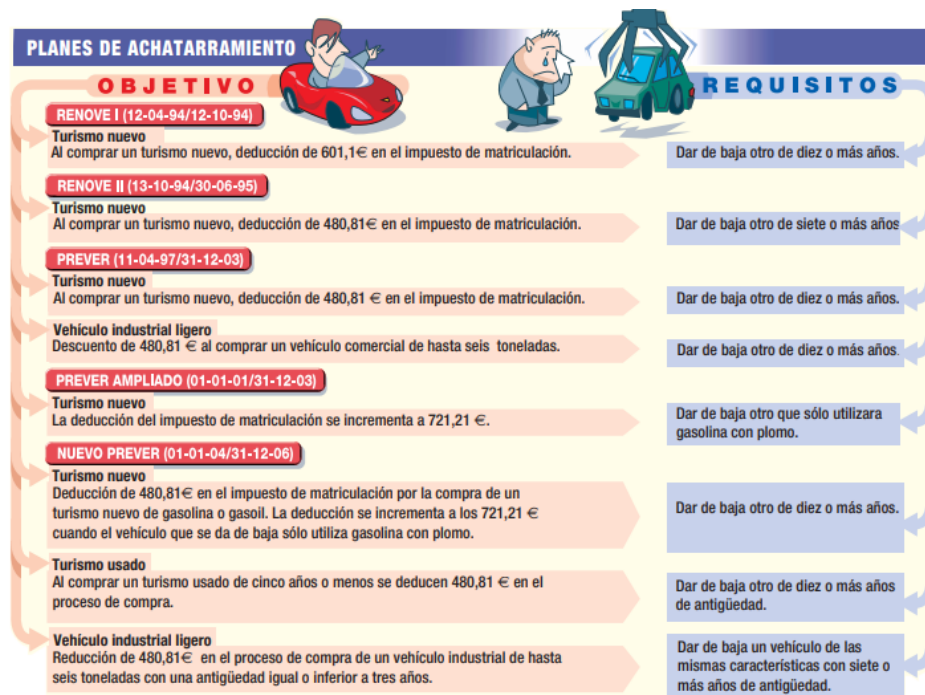 PLANES DE ACHATARRAMIENTO
OBJETIVO
REQUISITOS
RENOVE I (12-04-94/12-10-94)
Turismo nuevo
Al comprar un turismo nuevo, deducción de 601,1€ en el impuesto de matriculación.
Dar de baja otro de diez o más años.
RENOVE II (13-10-94/30-06-95)
Turismo nuevo
Al comprar un turismo nuevo, deducción de 480,81€ en el impuesto de matriculación.
Dar de baja otro de siete o más años
PREVER (11-04-97/31-12-03)
Turismo nuevo
Al comprar un turismo nuevo, deducción de 480,81 € en el impuesto de matriculación.
Dar de baja otro de diez o más años.
Vehículo industrial ligero
Descuento de 480,81 € al comprar un vehículo comercial de hasta seis toneladas.
Dar de baja otro de diez o más años.
PREVER AMPLIADO (01-01-01/31-12-03)
Turismo nuevo
La deducción del impuesto de matriculación se incrementa a 721,21 €.
Dar de baja otro que sólo utilizara
gasolina con plomo.
NUEVO PREVER (01-01-04/31-12-06)
Turismo nuevo
Deducción de 480,81€ en el impuesto de matriculación por la compra de un
turismo nuevo de gasolina o gasoil. La deducción se incrementa a los 721,21 €
cuando el vehículo que se da de baja sólo utiliza gasolina con plomo.
Dar de baja otro de diez o más años.
Turismo usado
Al comprar un turismo usado de cinco años o menos se deducen 480,81 € en el
proceso de compra.
Dar de baja otro de diez o más años
de antigüedad.
Vehículo industrial ligero
Reducción de 480,81€ en el proceso de compra de un vehículo industrial de hasta
seis toneladas con una antigüedad igual o inferior a tres años.
Dar de baja un vehículo de las
mismas características con siete o
más años de antigüedad.